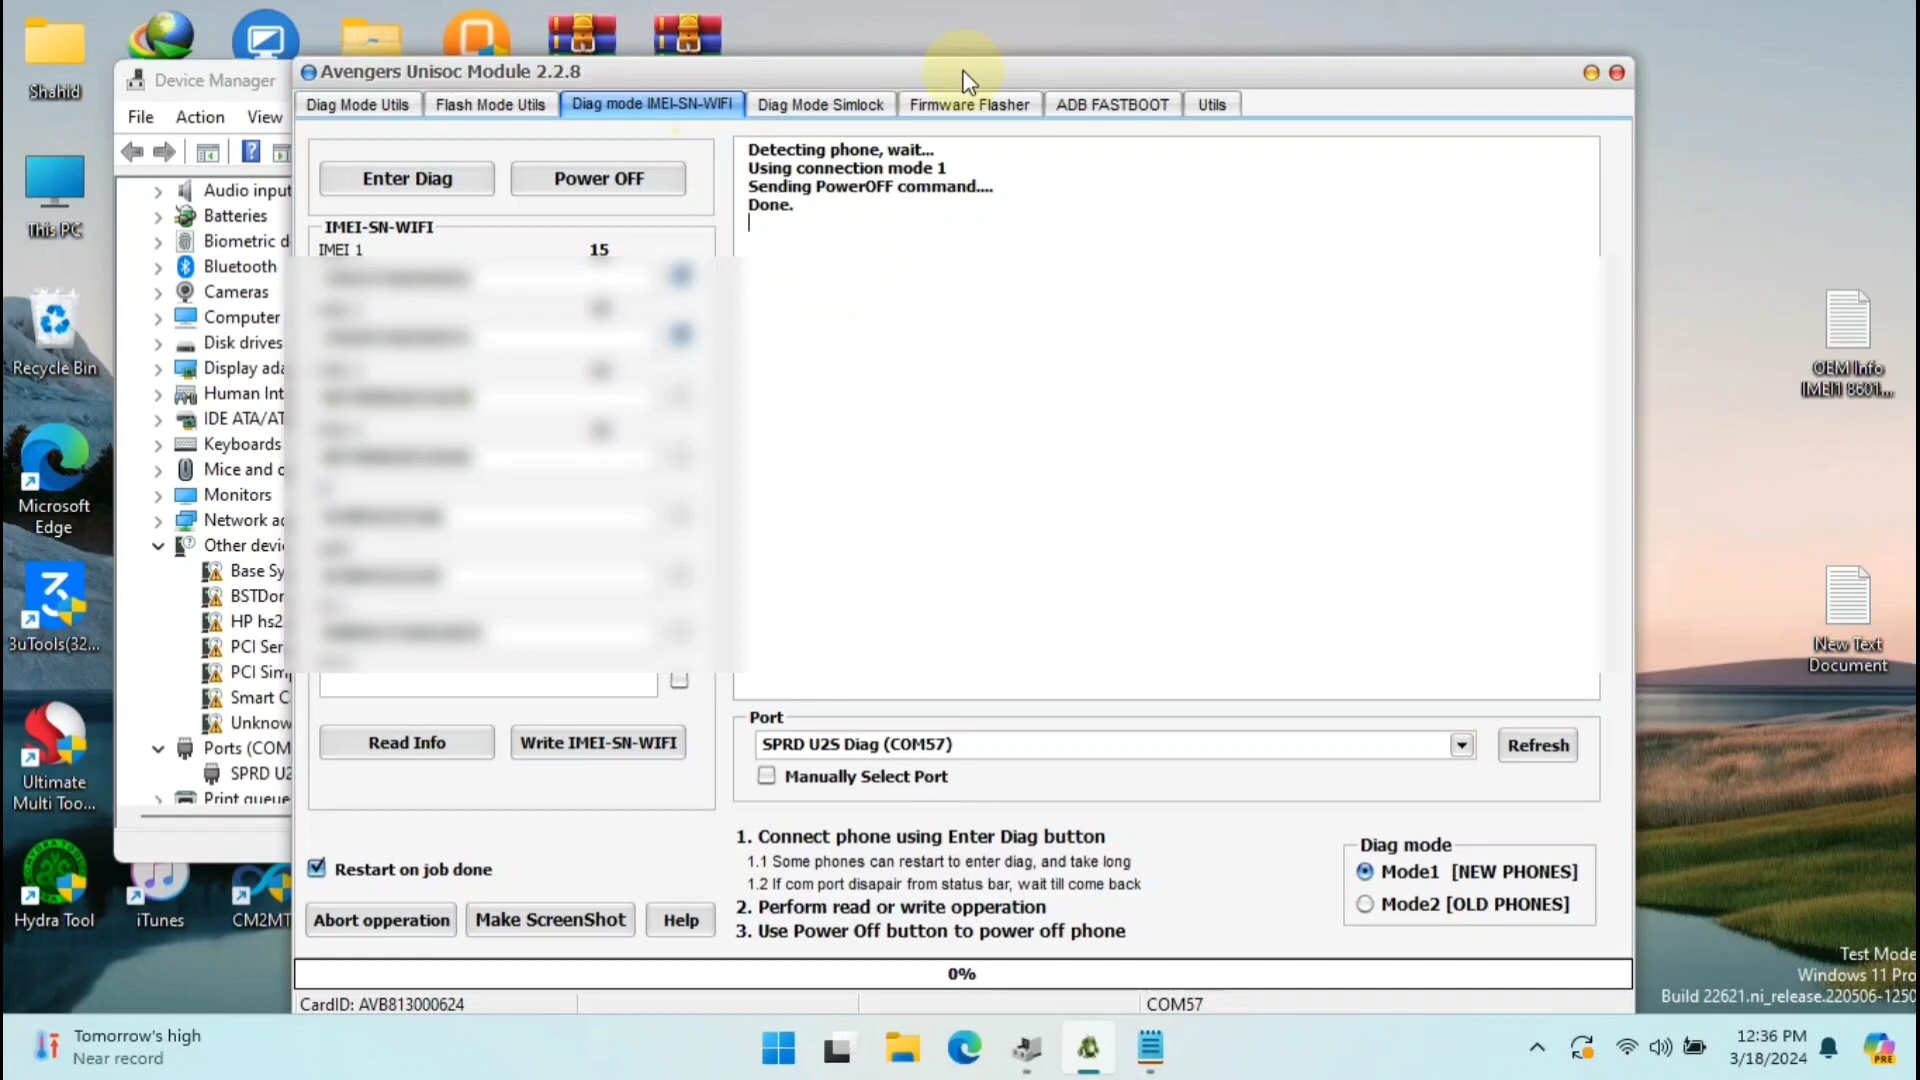 Shahid
This PC
Recycle Bin
Microsoft
Edge
3uTools(32...
Ultimate
Multi Too...
Hydra Tool
iTunes
CM2MT
Device Manager
File
Action
View
Audio input
Batteries
Biometric d
Bluetooth
Cameras
Computer
Disk drives
Display ada
Human Int
IDE ATA/AT
Keyboards
Mice and o
Monitors
Network ad
Other devi
Base Sy
BSTDor
HP hs2
PCI Ser
PCI Sim
Smart C
Unknow
Ports (COM
SPRD U2
Print queue
Avengers Unisoc Module 2.2.8
Diag Mode Utils
Flash Mode Utils
Diag mode IMEI-SN-WIFI
Diag Mode Simlock
Firmware Flasher
ADB FASTBOOT
Utils
Enter Diag
Power OFF
IMEI-SN-WIFI
IMEI 1
15
Read Info
Write IMEI-SN-WIFI
Restart on job done
Abort opperation
Make ScreenShot
Help
Detecting phone, wait...
Using connection mode 1
Sending PowerOFF command....
Done.
Port
SPRD U2S Diag (COM57)
Refresh
Manually Select Port
1. Connect phone using Enter Diag button
1.1 Some phones can restart to enter diag, and take long
1.2 If com port disapair from status bar, wait till come back
2. Perform read or write opperation
3. Use Power Off button to power off phone
Diag mode
Mode1 [NEW PHONES]
Mode2 [OLD PHONES]
0%
CardID: AVB813000624
COM57
OEM Info
IMEI1 8601...
New Text
Document
Test Mode
Windows 11 Pro
Build 22621.ni_release.220506-1250
Tomorrow's high
Near record
12:36 PM
3/18/2024
PRE